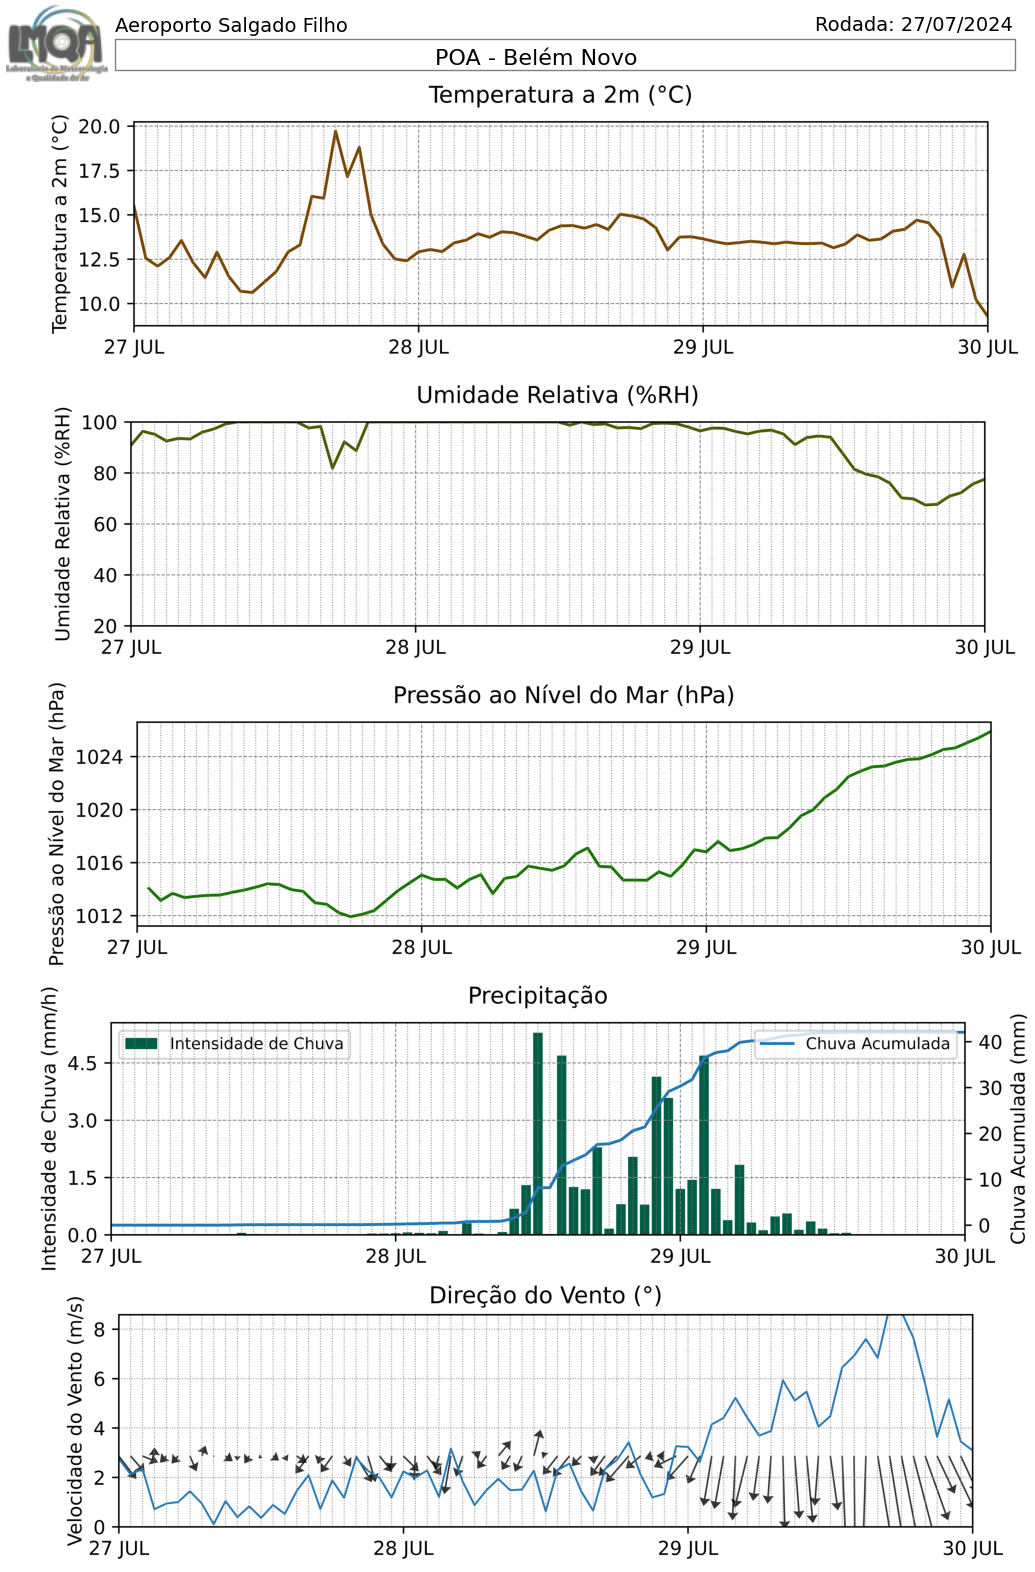 LMQA
Laboratório de Meteorologia
e Qualidade do Ar
Aeroporto Salgado Filho
Rodada: 27/07/2024
POA - Belém Novo
Temperatura a 2m (°C)
Temperatura a 2m (°C)
20.0
17.5
15.0
12.5
10.0
27 JUL 28 JUL 29 JUL 30 JUL
Umidade Relativa (%RH)
Umidade Relativa (%RH)
100
80
60
40
20
27 JUL 28 JUL 29 JUL 30 JUL
Pressão ao Nível do Mar (hPa)
Pressão ao Nível do Mar (hPa)
1024
1020
1016
1012
27 JUL 28 JUL 29 JUL 30 JUL
Precipitação
Intensidade de Chuva (mm/h)
4.5
3.0
1.5
0.0
Intensidade de Chuva
Chuva Acumulada
40
30
20
10
0
Chuva Acumulada (mm)
27 JUL 28 JUL 29 JUL 30 JUL
Direção do Vento (°)
Velocidade do Vento (m/s)
8
6
4
2
0
27 JUL 28 JUL 29 JUL 30 JUL